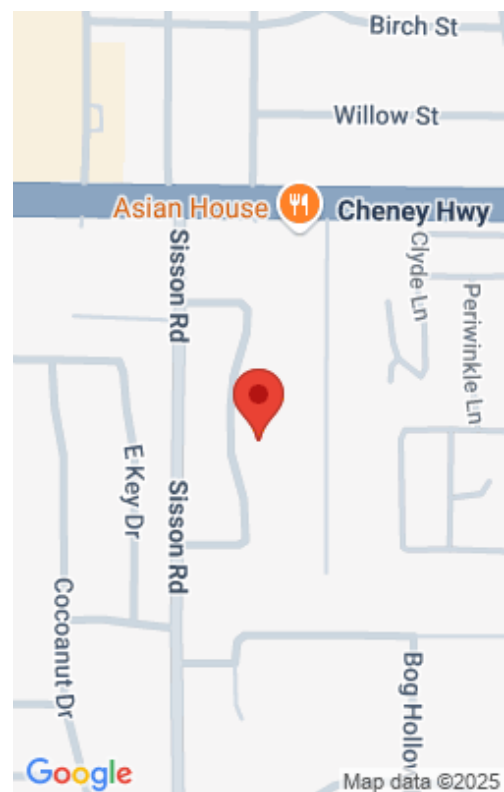 Birch St
Willow St
Asian House
Cheney Hwy
Sisson Rd
Clyde Ln
Periwinkle Ln
E Key Dr
Sisson Rd
Cocoanut Dr
Bog Hollow
Google
Map data ©2025